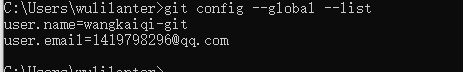 C:\Users\wulilanter>git config --global --list
user.name=wangkaiqi-git
user.email=1419798296@qq.com
C:\Users\wulilanter>